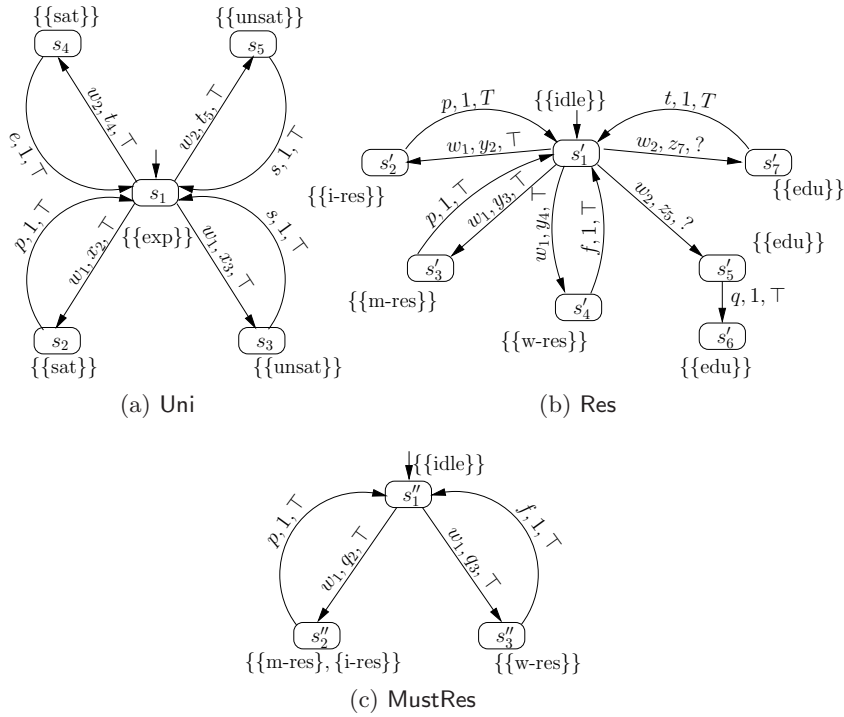 {{sat}} {{unsat}}
s₄ s₅
w₂, t₄, ⊤ w₂, t₅, ⊤
e, 1, ⊤ s, 1, ⊤
s₁
{{exp}}
p, 1, ⊤ w₁, x₂, ⊤ w₁, x₃, ⊤ s, 1, ⊤
s₂ s₃
{{sat}} {{unsat}}
(a) Uni
p, 1, T {{idle}} t, 1, T
s′₂ w₁, y₂, ⊤ s′₁ w₂, z₇, ? s′₇
{{i-res}} {{edu}}
p, 1, ⊤ w₁, y₃, ⊤ w₁, y₄, ⊤ f, 1, ⊤ w₂, z₅, ?
{{edu}}
s′₃ s′₅
{{m-res}} q, 1, ⊤
s′₄ s′₆
{{w-res}} {{edu}}
(b) Res
{{idle}}
s″₁
p, 1, ⊤ w₁, q₂, ⊤ w₁, q₃, ⊤ f, 1, ⊤
s″₂ s″₃
{{m-res}, {i-res}} {{w-res}}
(c) MustRes